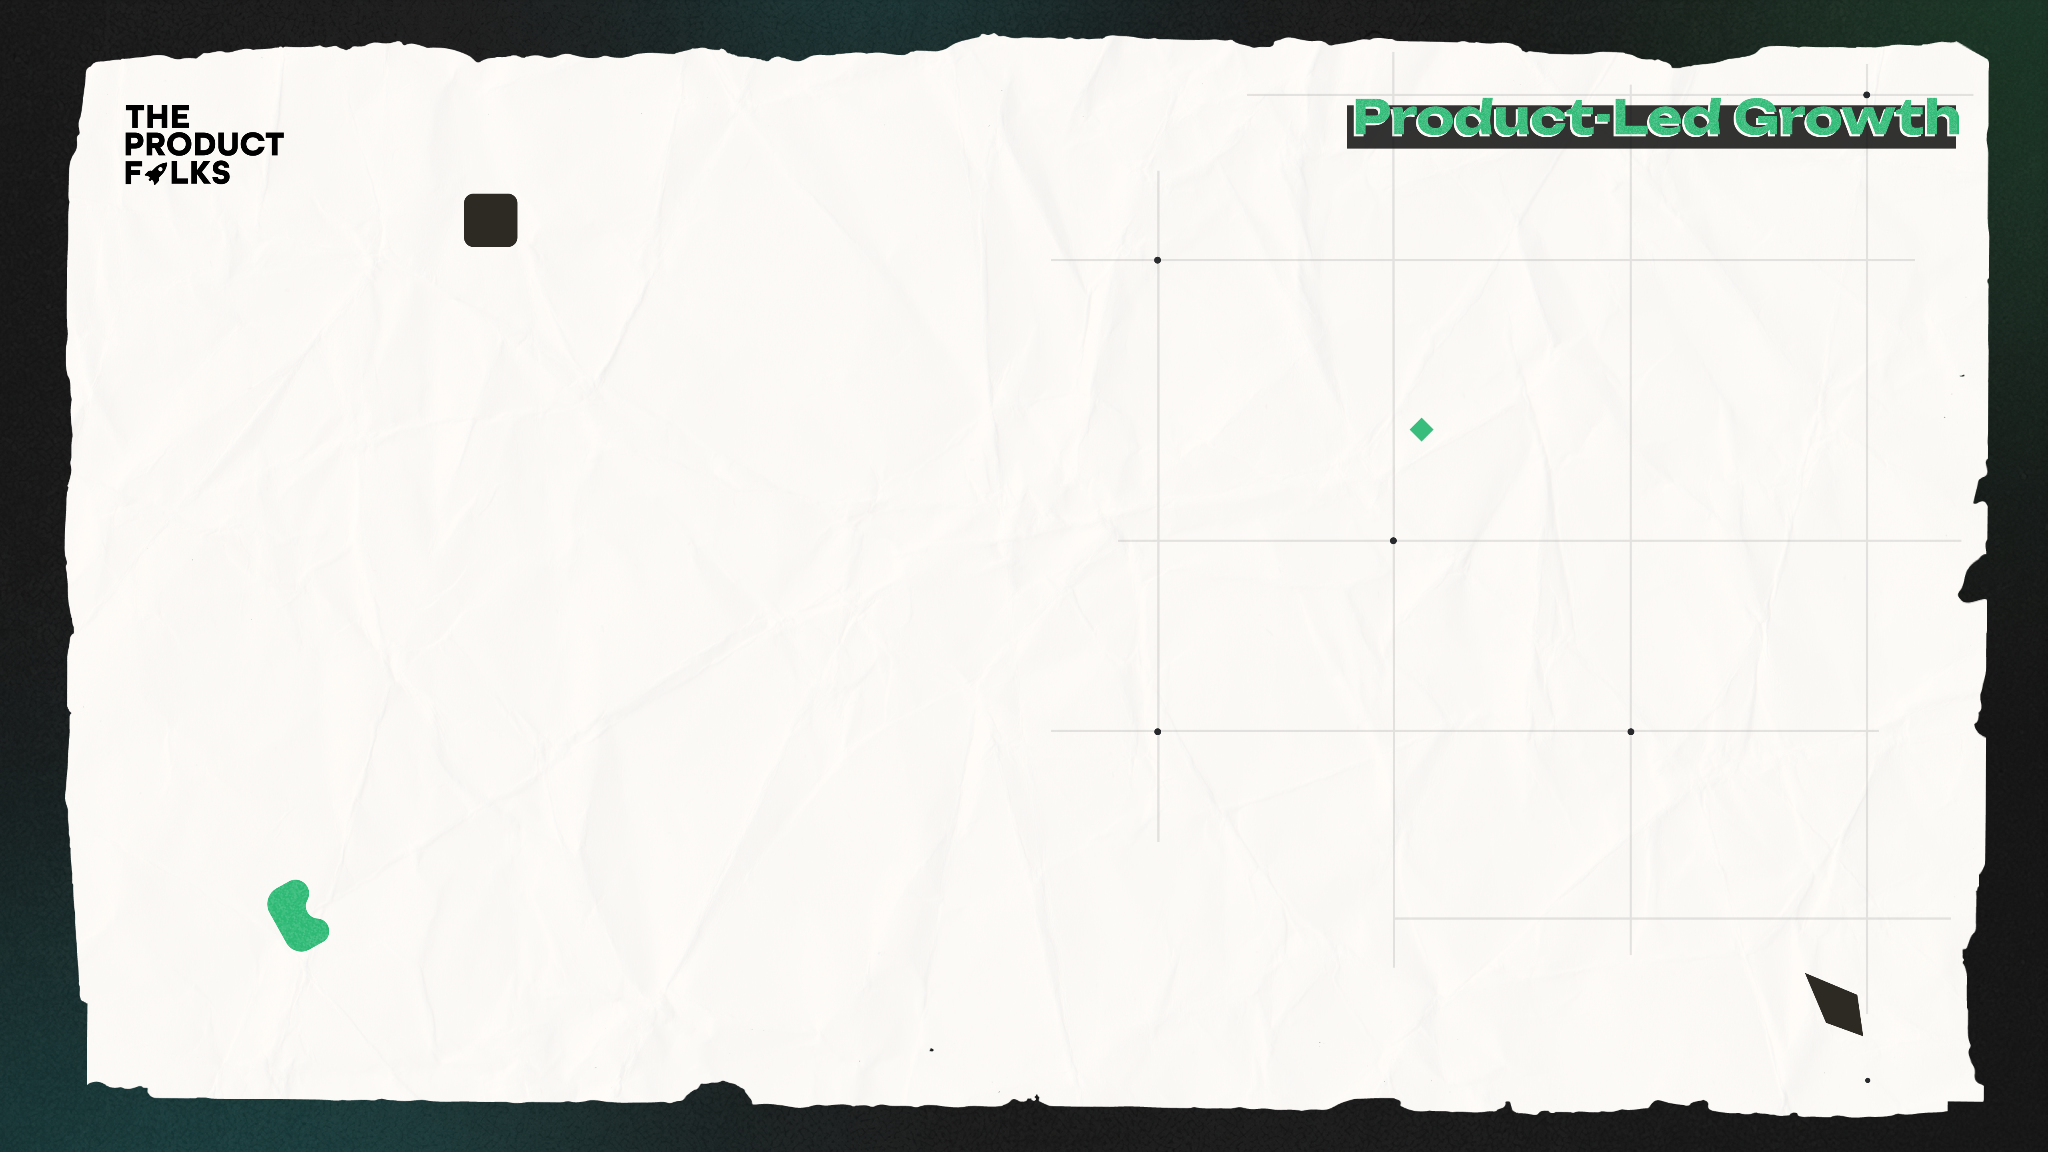 THE
PRODUCT
FOLKS
Product-Led Growth